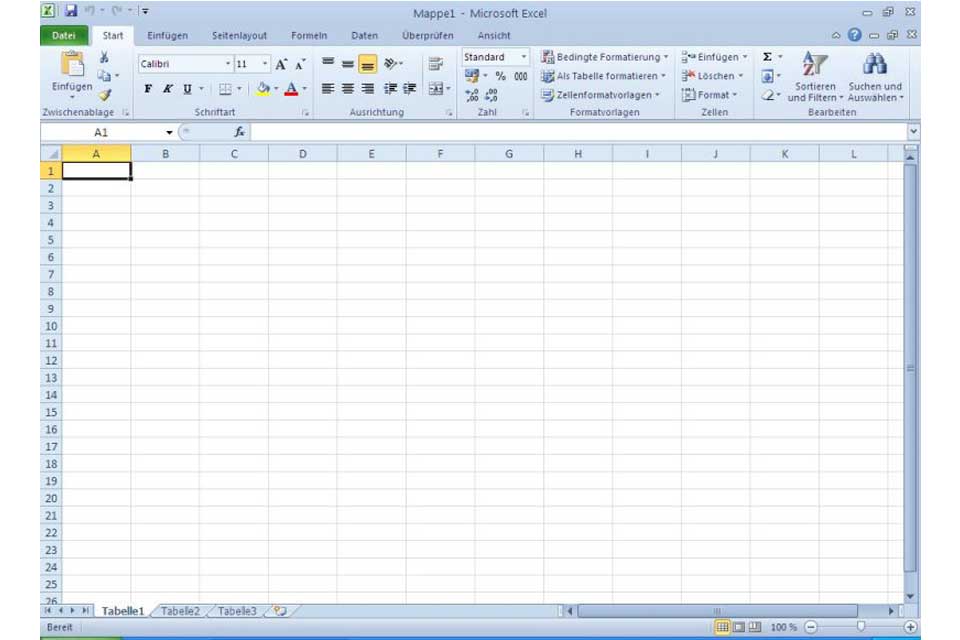 Mappe1 - Microsoft Excel
Datei Start Einfügen Seitenlayout Formeln Daten Überprüfen Ansicht
Einfügen
Zwischenablage
Calibri 11 A A
F K U A
Schriftart
Ausrichtung
Standard
% 000
,0 ,00
,00 ,0
Zahl
Bedingte Formatierung
Als Tabelle formatieren
Zellenformatvorlagen
Formatvorlagen
Einfügen
Löschen
Format
Zellen
Σ
Sortieren
und Filtern
Suchen und
Auswählen
Bearbeiten
A1 fx
A B C D E F G H I J K L
1
2
3
4
5
6
7
8
9
10
11
12
13
14
15
16
17
18
19
20
21
22
23
24
25
26
Tabelle1 Tabelle2 Tabelle3
Bereit 100 %